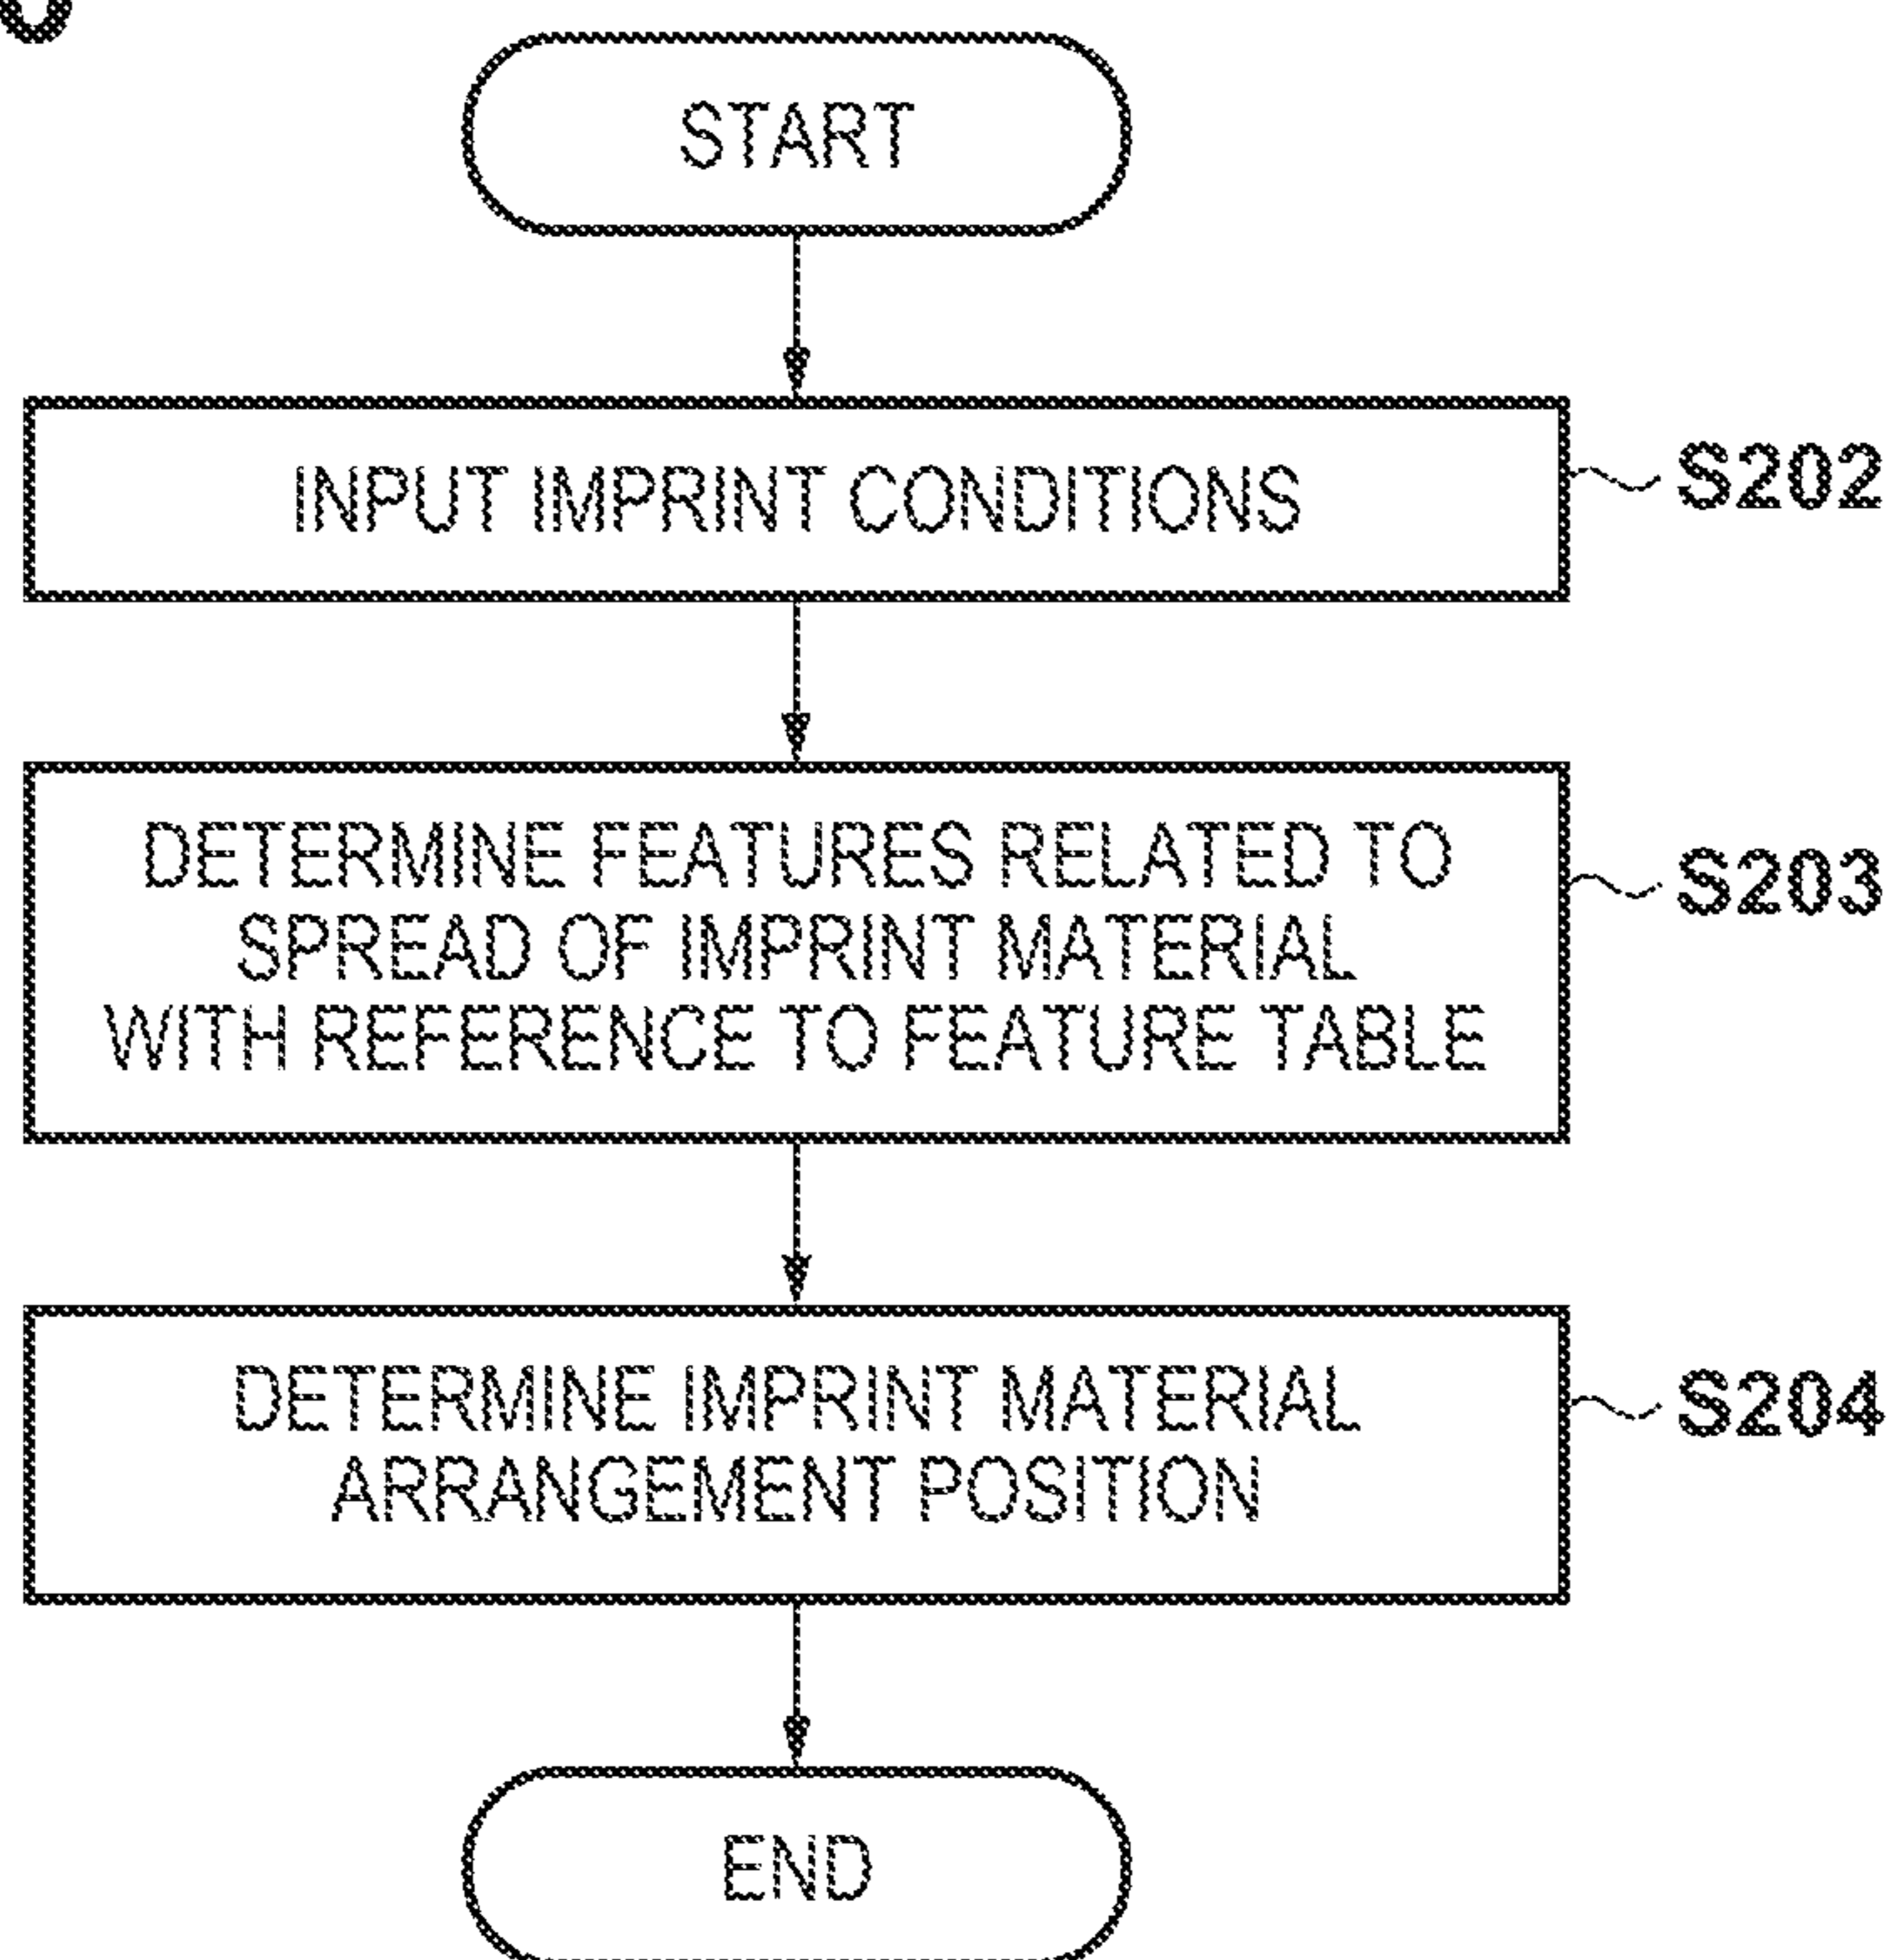 START
INPUT IMPRINT CONDITIONS
S202
DETERMINE FEATURES RELATED TO
SPREAD OF IMPRINT MATERIAL
WITH REFERENCE TO FEATURE TABLE
S203
DETERMINE IMPRINT MATERIAL
ARRANGEMENT POSITION
S204
END